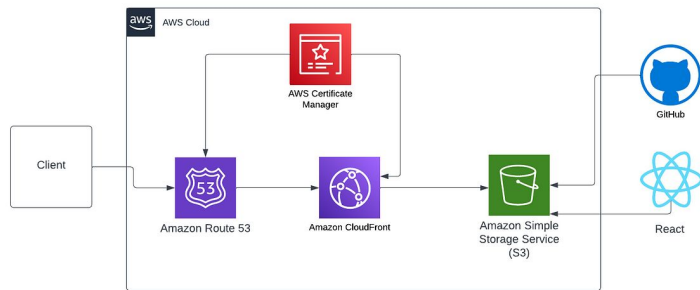 aws
AWS Cloud
AWS Certificate
Manager
GitHub
Client
53
Amazon Route 53
Amazon CloudFront
Amazon Simple
Storage Service
(S3)
React